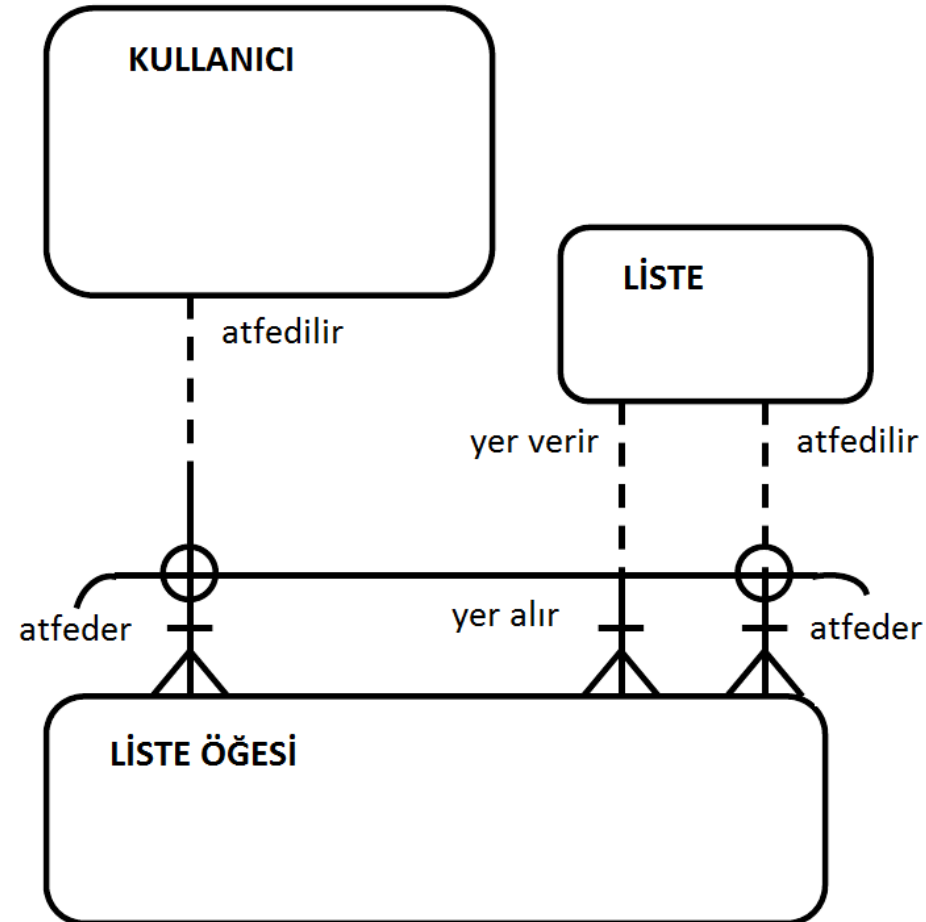 KULLANICI
atfedilir
LİSTE
yer verir
atfedilir
atfeder
yer alır
atfeder
LİSTE ÖĞESİ